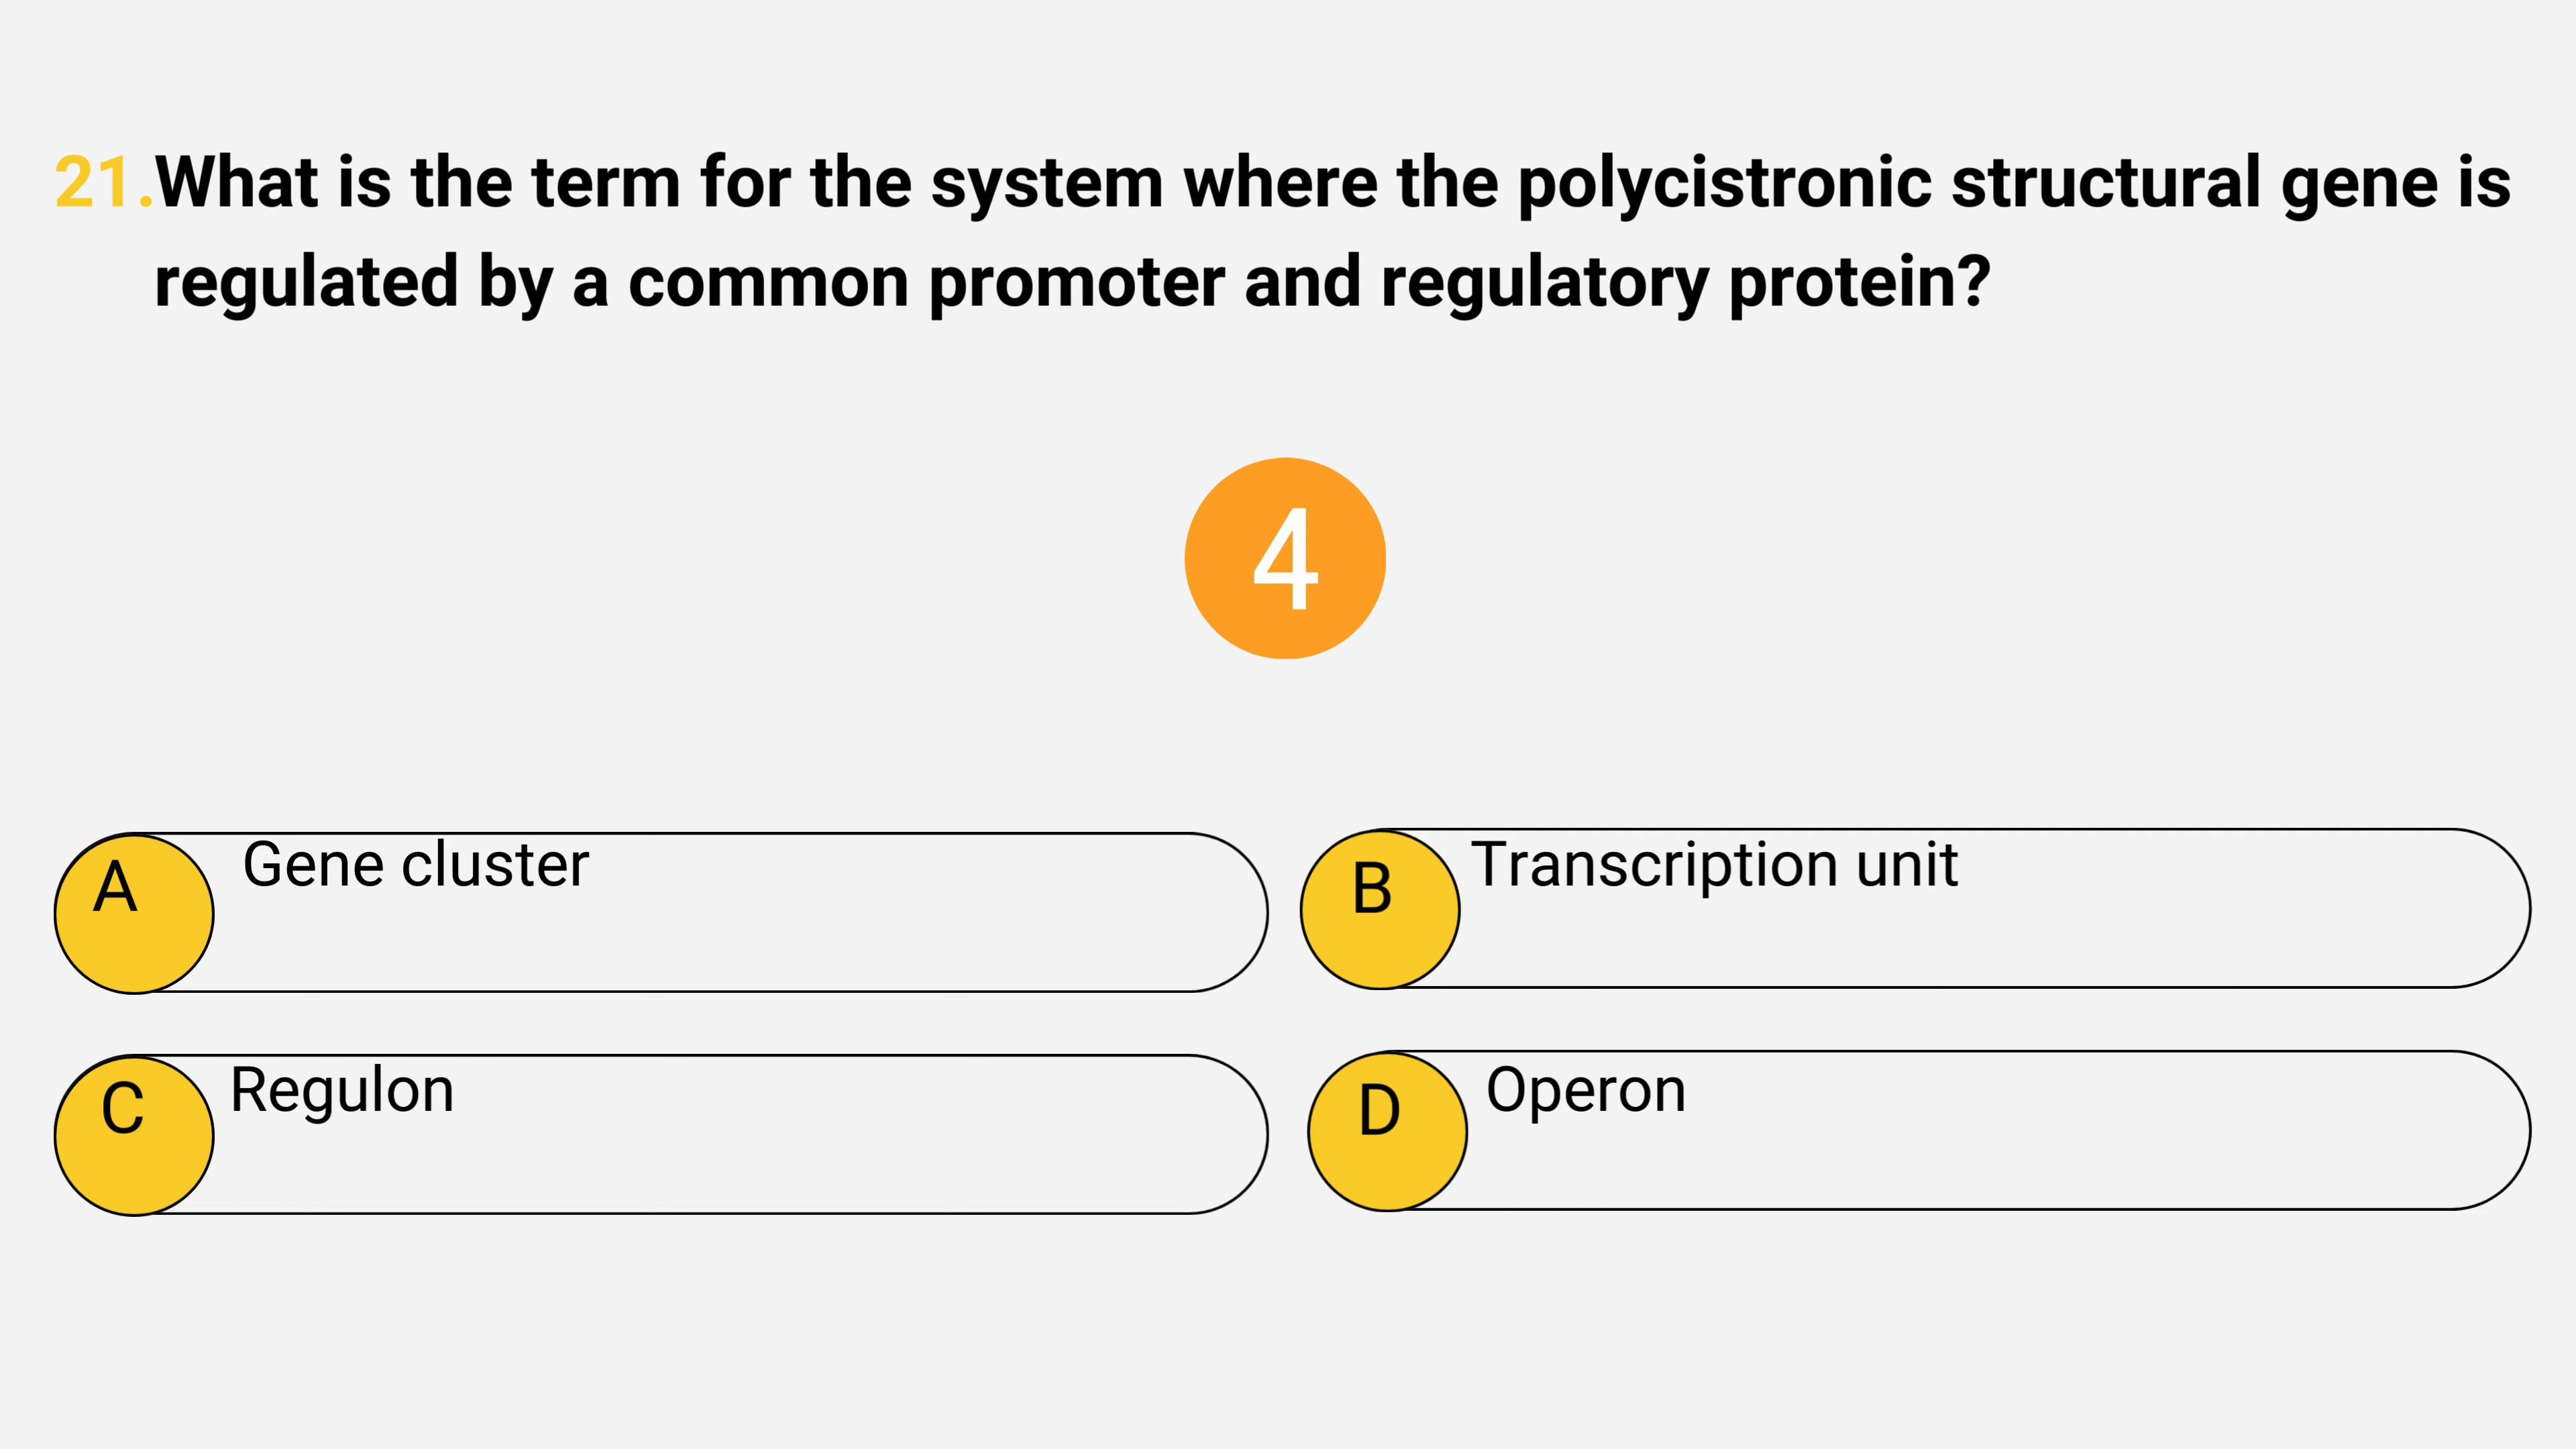 21.What is the term for the system where the polycistronic structural gene is
regulated by a common promoter and regulatory protein?
4
A Gene cluster
B Transcription unit
C Regulon
D Operon